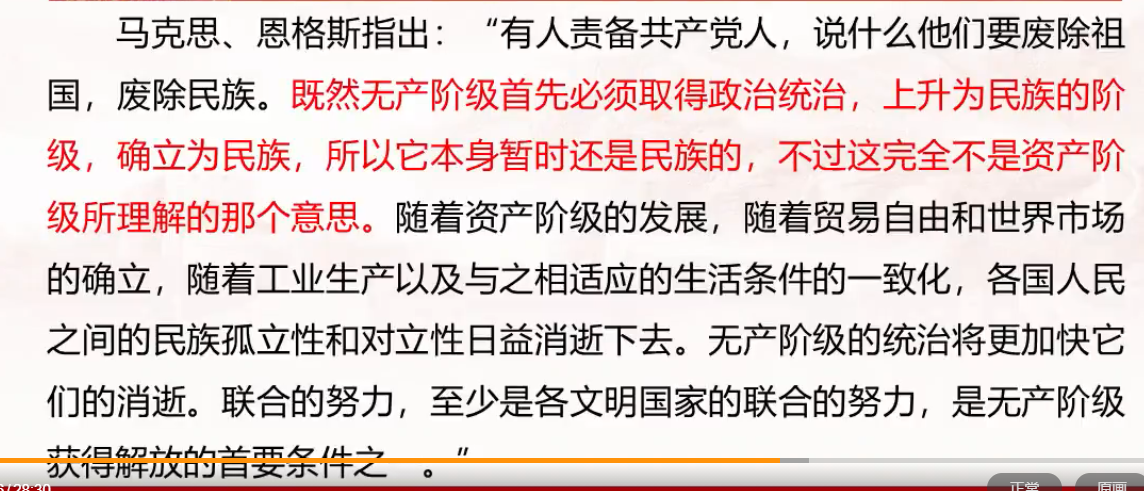 马克思、恩格斯指出：“有人责备共产党人，说什么他们要废除祖
国，废除民族。既然无产阶级首先必须取得政治统治，上升为民族的阶
级，确立为民族，所以它本身暂时还是民族的，不过这完全不是资产阶
级所理解的那个意思。随着资产阶级的发展，随着贸易自由和世界市场
的确立，随着工业生产以及与之相适应的生活条件的一致化，各国人民
之间的民族孤立性和对立性日益消逝下去。无产阶级的统治将更加快它
们的消逝。联合的努力，至少是各文明国家的联合的努力，是无产阶级
获得解放的首要条件之一。”
/28:30
正常
原画